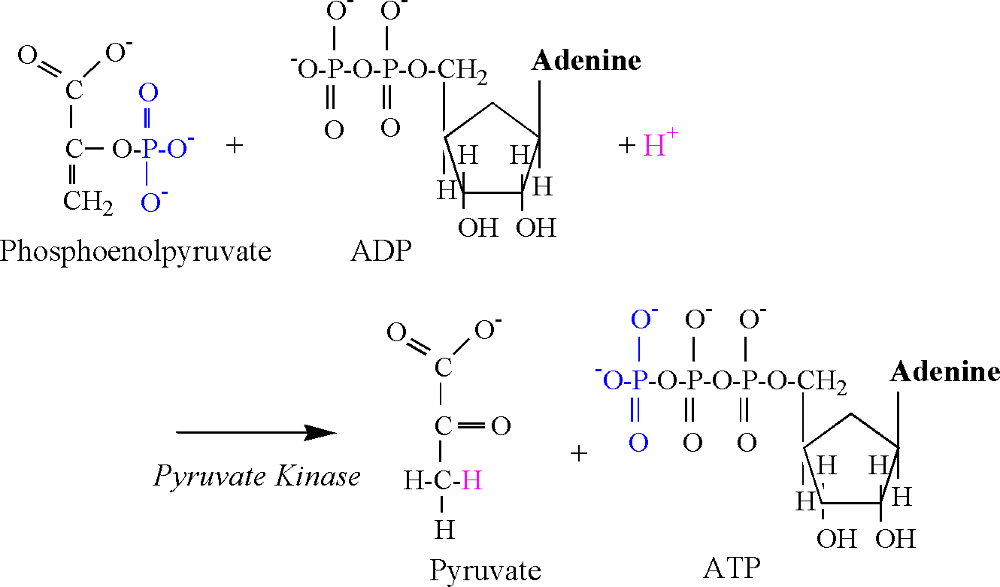 O⁻ O⁻
O O⁻ ⁻O-P-O-P-O-CH₂ Adenine
C O O O
C O-P-O⁻ + H H + H⁺
CH₂ O⁻ H H
OH OH
Phosphoenolpyruvate ADP
O O⁻ O⁻ O⁻ O⁻
C ⁻O-P-O-P-O-P-O-CH₂ Adenine
C=O O O O
Pyruvate Kinase H-C-H + H H
H H H
OH OH
Pyruvate ATP